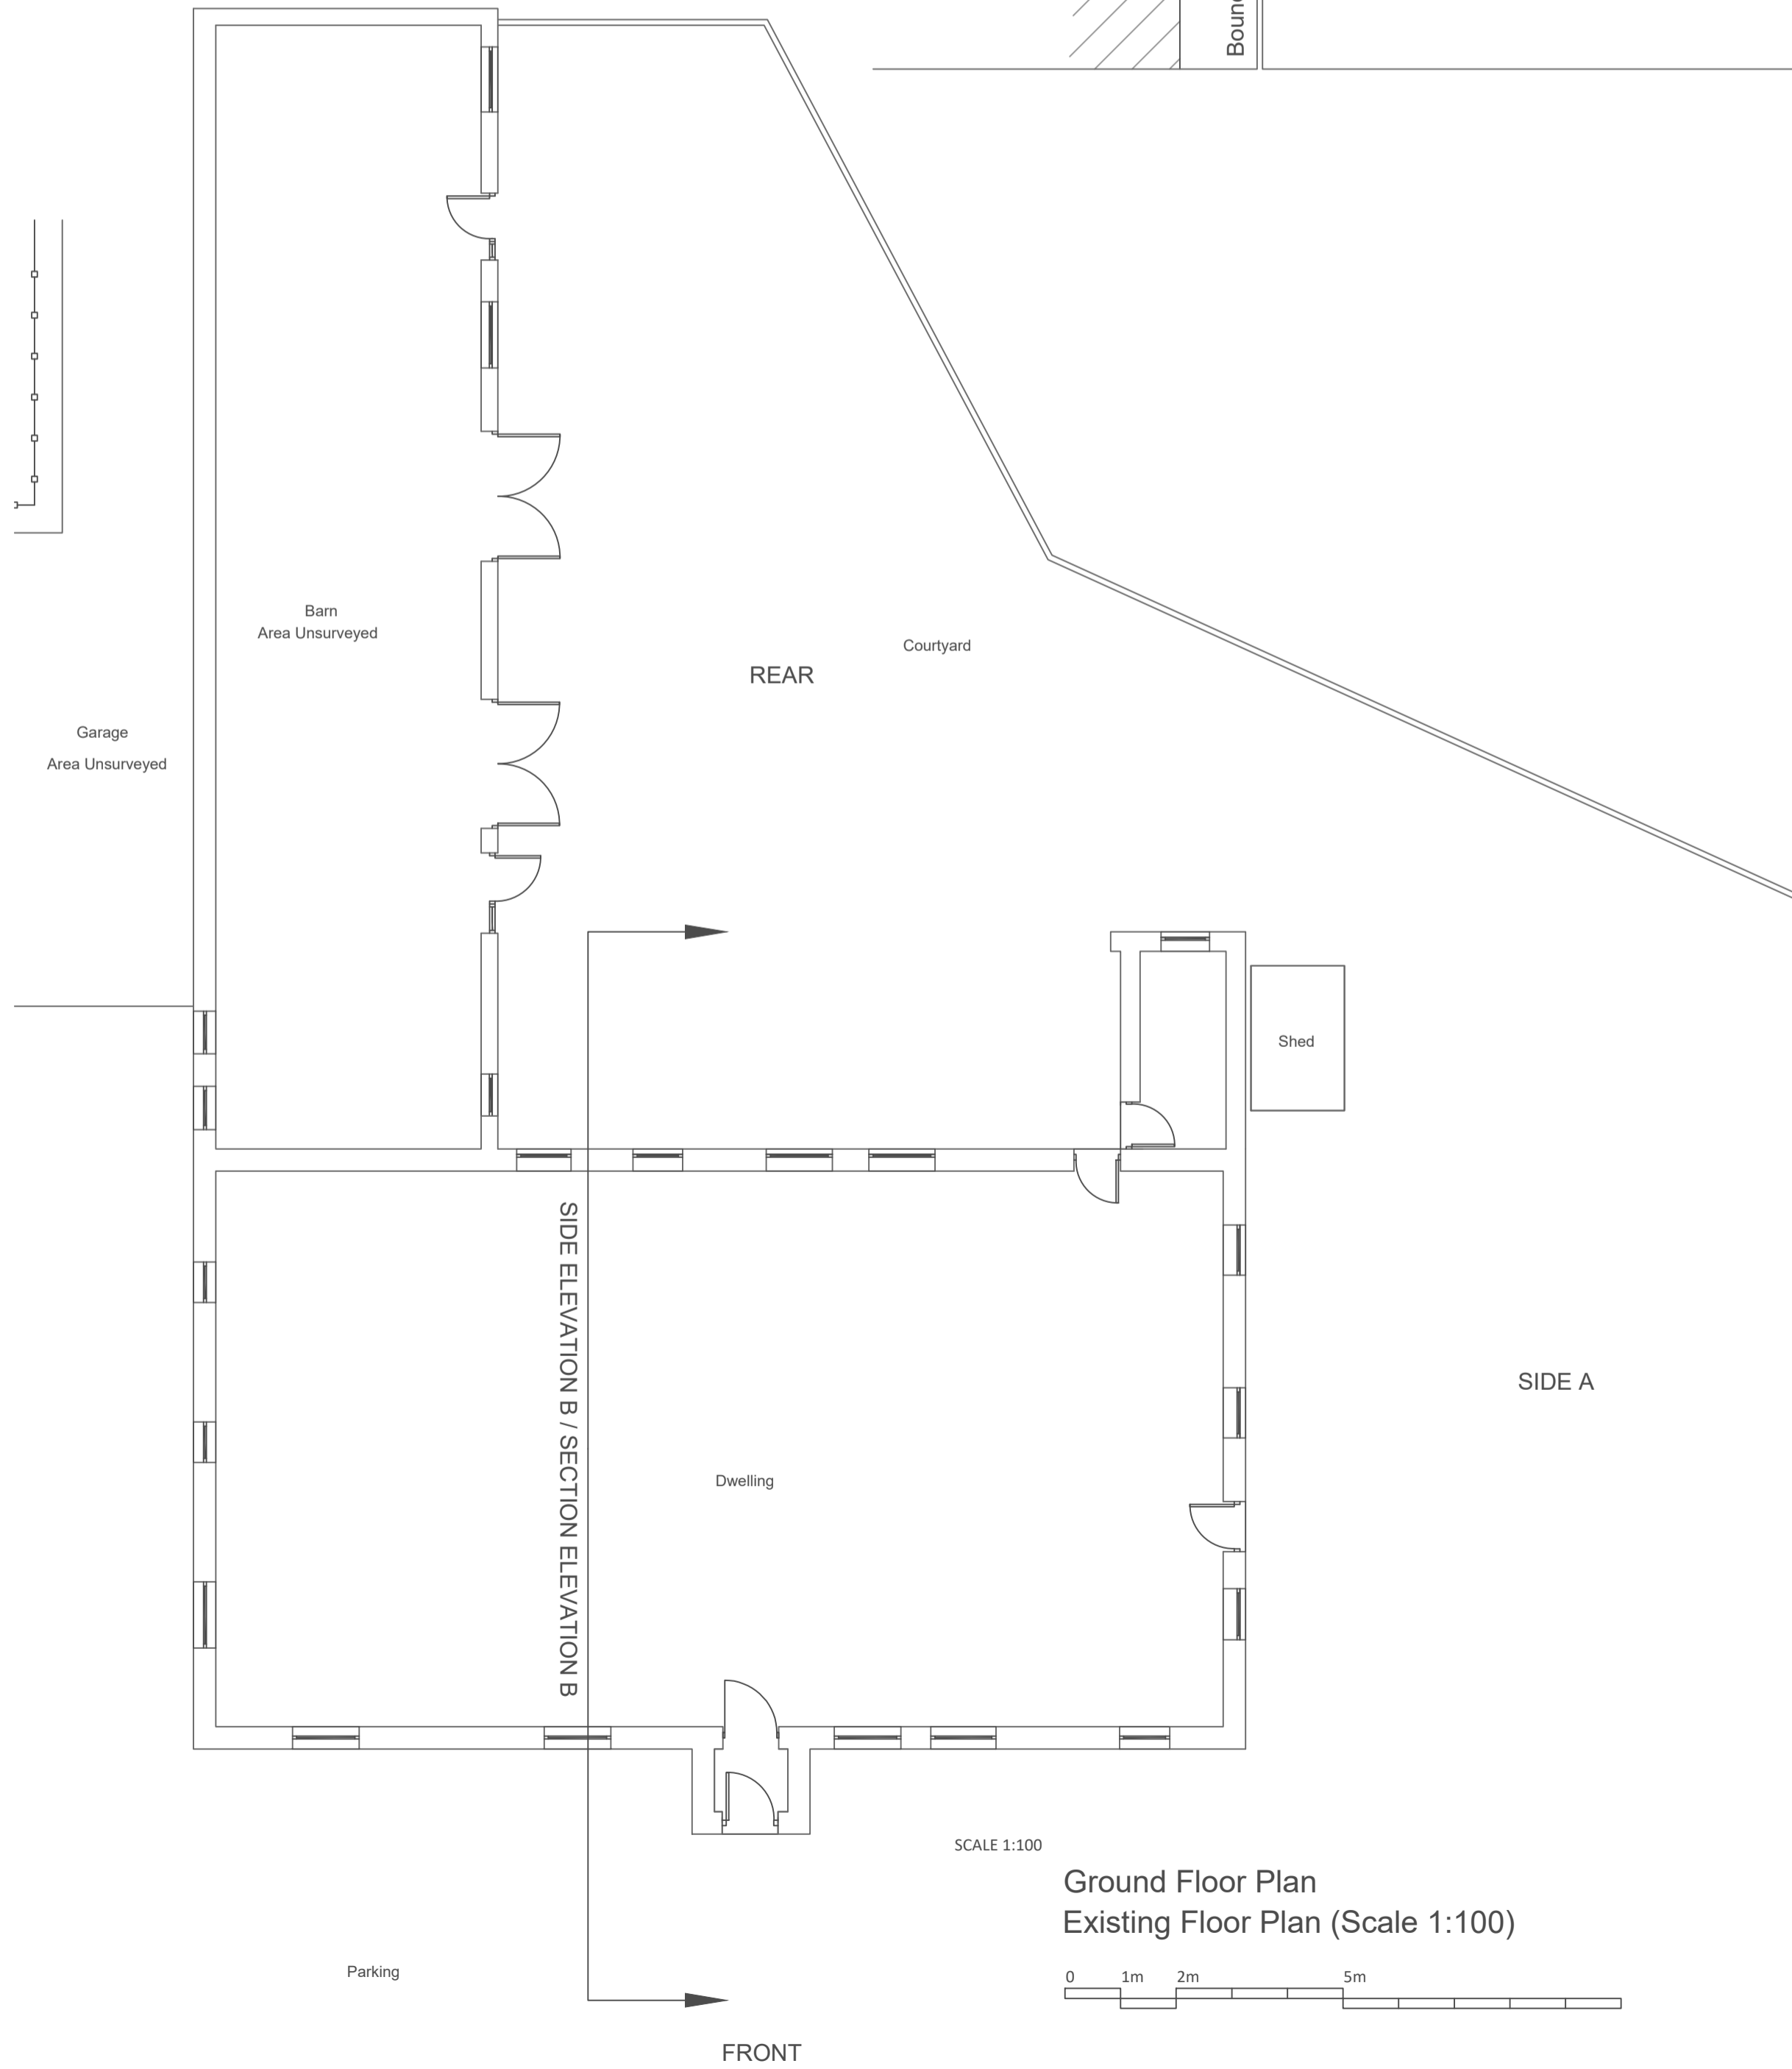 Boun
Barn
Area Unsurveyed
Courtyard
REAR
Garage
Area Unsurveyed
Shed
SIDE ELEVATION B / SECTION ELEVATION B
SIDE A
Dwelling
SCALE 1:100
Ground Floor Plan
Existing Floor Plan (Scale 1:100)
Parking
0 1m 2m 5m
FRONT